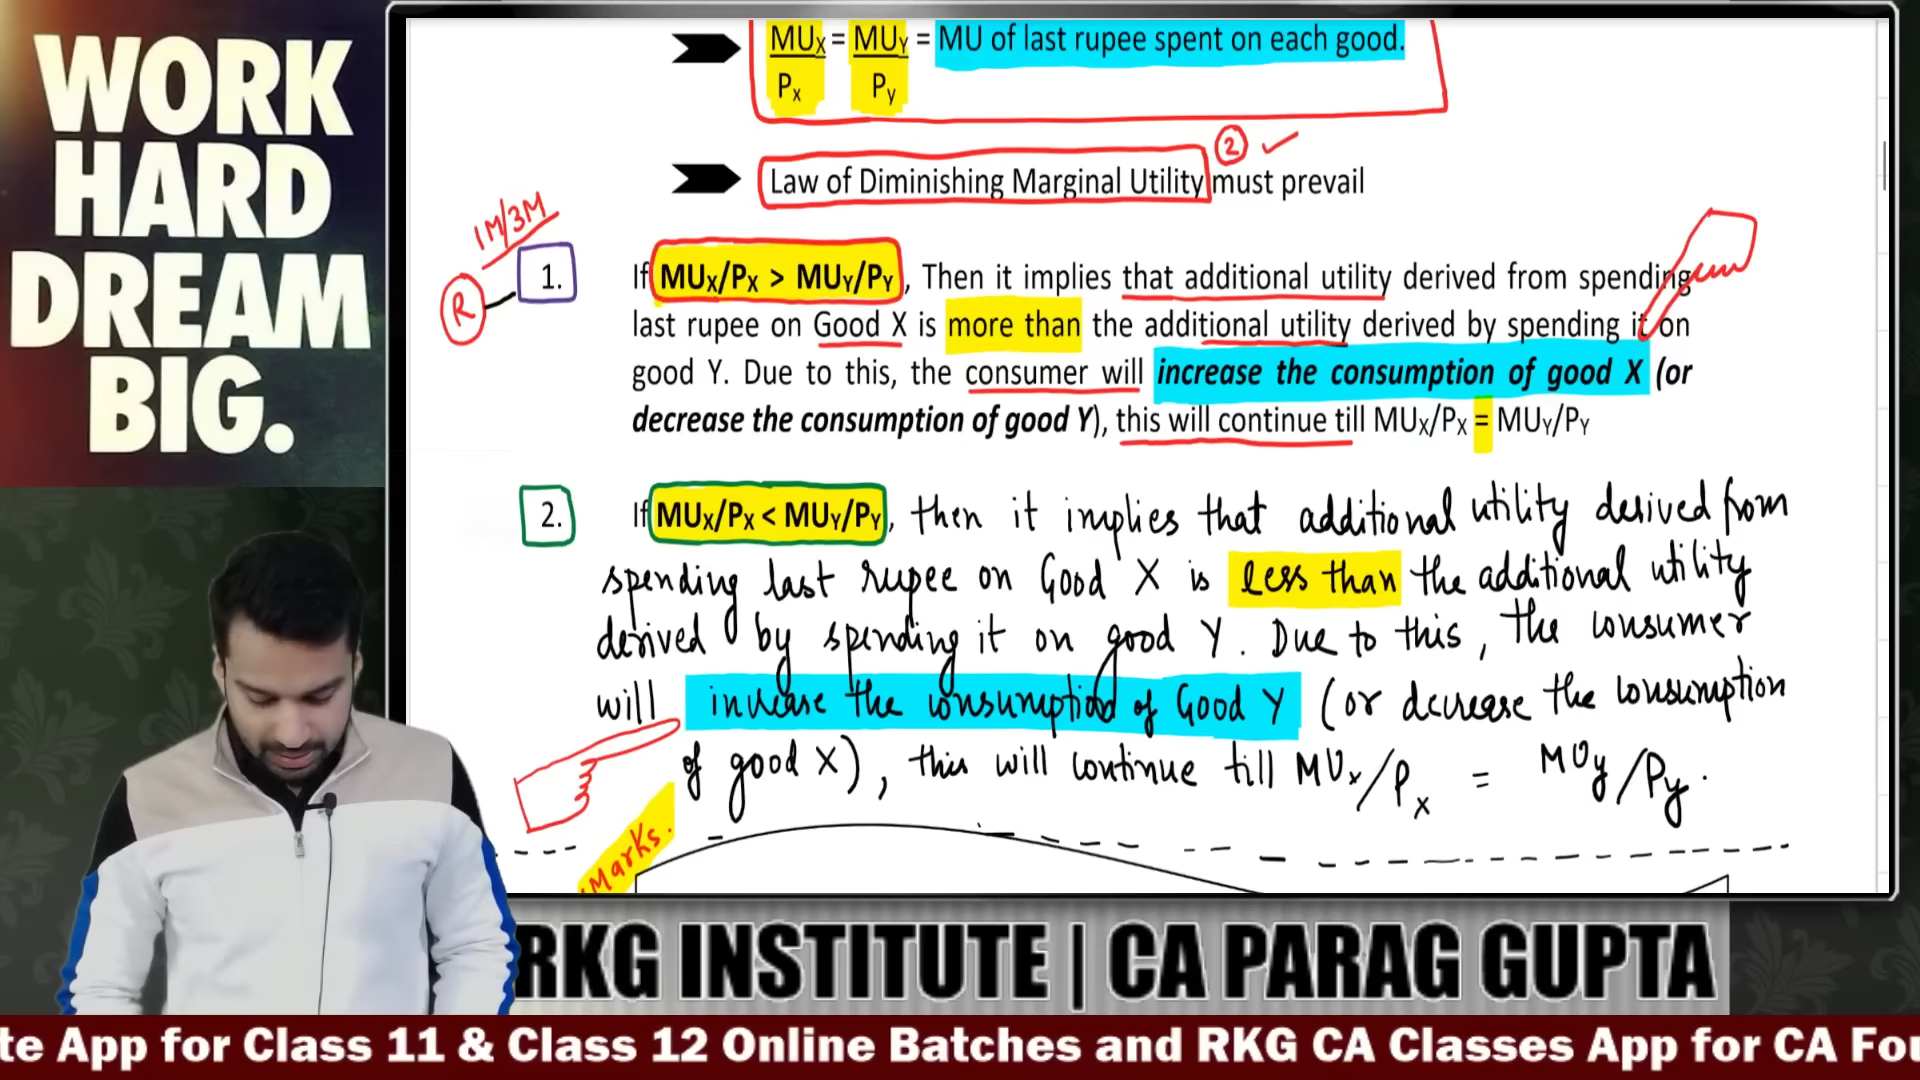 WORK
HARD
DREAM
BIG.
MUX = MUY = MU of last rupee spent on each good.
Px Py
2
Law of Diminishing Marginal Utility must prevail
1M/3M
R
1. If MUX/PX > MUY/PY, Then it implies that additional utility derived from spending
last rupee on Good X is more than the additional utility derived by spending it on
good Y. Due to this, the consumer will increase the consumption of good X (or
decrease the consumption of good Y), this will continue till MUX/PX = MUY/PY
2. If MUX/PX < MUY/PY, then it implies that additional utility derived from
spending last rupee on Good X is less than the additional utility
derived by spending it on good Y. Due to this, the consumer
will increase the consumption of Good Y (or decrease the consumption
of good X), this will continue till MUx/Px = MUy/Py.
Marks.
RKG INSTITUTE | CA PARAG GUPTA
te App for Class 11 & Class 12 Online Batches and RKG CA Classes App for CA Fou